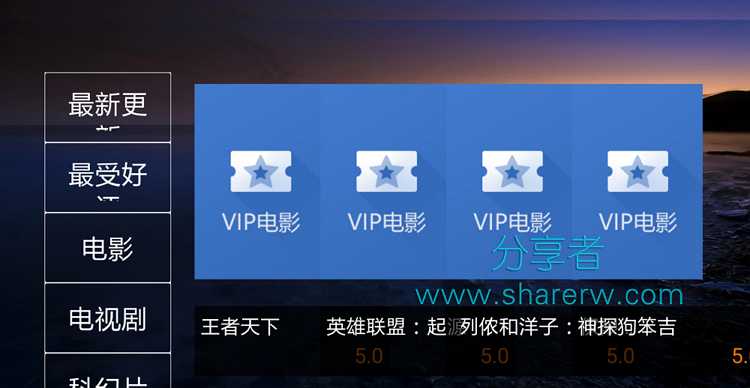 最新更
最受好
电影
电视剧
VIP电影
VIP电影
VIP电影
VIP电影
分享者
www.sharerw.com
王者天下
英雄联盟：起源
列侬和洋子：
神探狗笨吉
5.0
5.0
5.0
5.